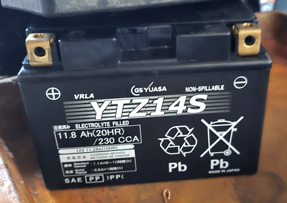 VRLA GS YUASA NON-SPILLABLE
YTZ14S
ELECTROLYTE FILLED
11.8 Ah(20HR)
/230 CCA
Pb Pb
MADE IN JAPAN
SAE PP